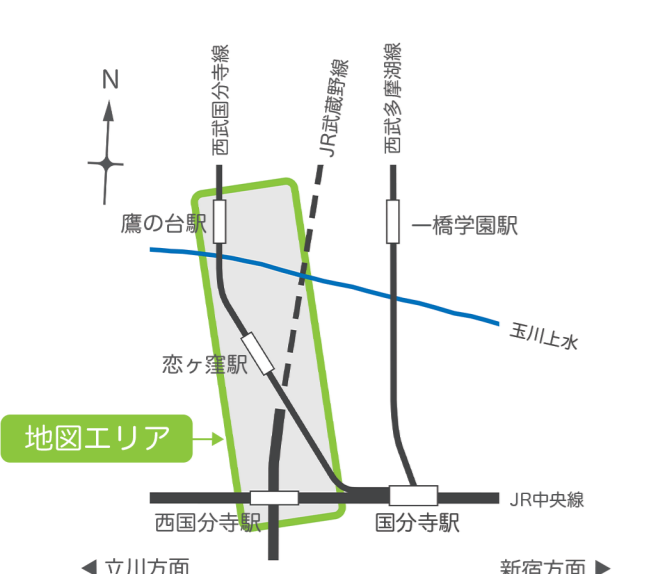 N
西武国分寺線
JR武蔵野線
西武多摩湖線
鷹の台駅
一橋学園駅
玉川上水
恋ヶ窪駅
地図エリア
西国分寺駅
国分寺駅
JR中央線
◀ 立川方面
新宿方面 ▶